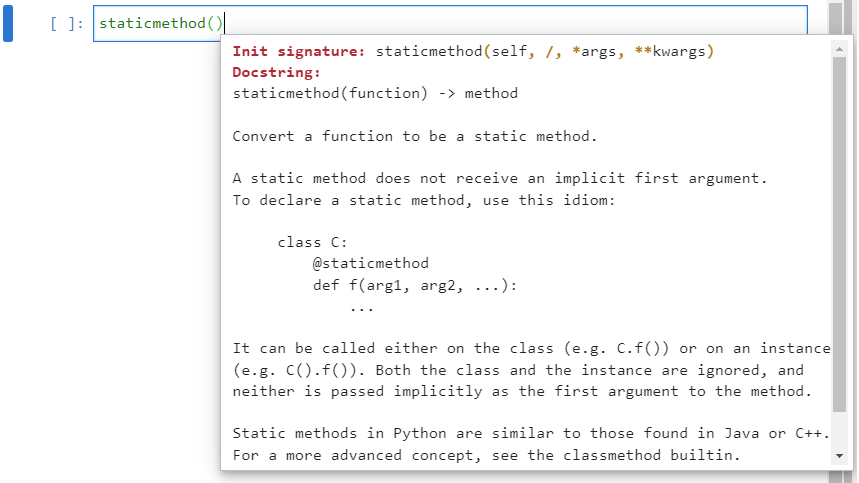 [ ]: staticmethod()
Init signature: staticmethod(self, /, *args, **kwargs)
Docstring:
staticmethod(function) -> method
Convert a function to be a static method.
A static method does not receive an implicit first argument.
To declare a static method, use this idiom:
class C:
@staticmethod
def f(arg1, arg2, ...):
...
It can be called either on the class (e.g. C.f()) or on an instance
(e.g. C().f()). Both the class and the instance are ignored, and
neither is passed implicitly as the first argument to the method.
Static methods in Python are similar to those found in Java or C++.
For a more advanced concept, see the classmethod builtin.